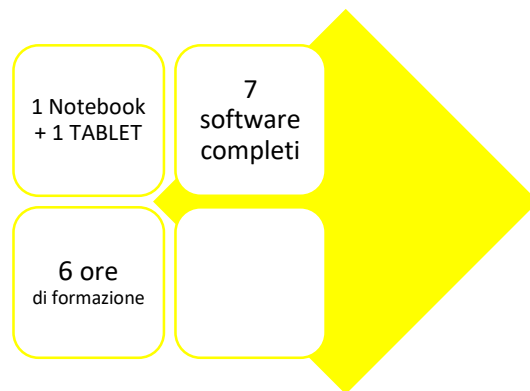 1 Notebook
+ 1 TABLET
7
software
completi
6 ore
di formazione